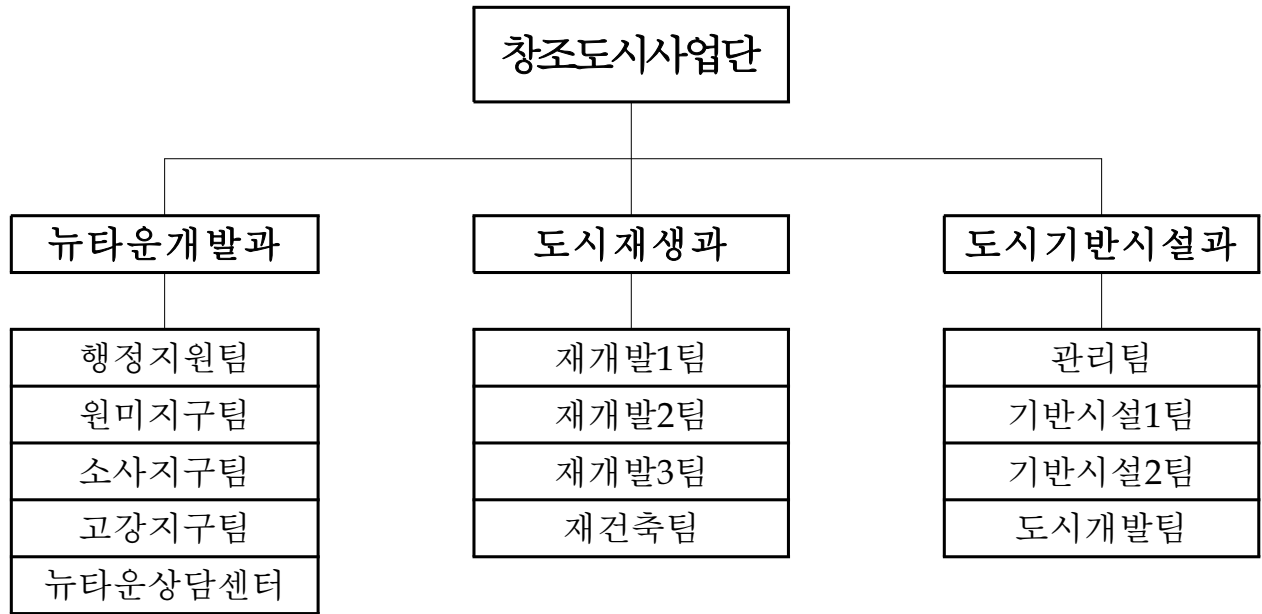 창조도시사업단
뉴타운개발과
행정지원팀
원미지구팀
소사지구팀
고강지구팀
뉴타운상담센터
도시재생과
재개발1팀
재개발2팀
재개발3팀
재건축팀
도시기반시설과
관리팀
기반시설1팀
기반시설2팀
도시개발팀